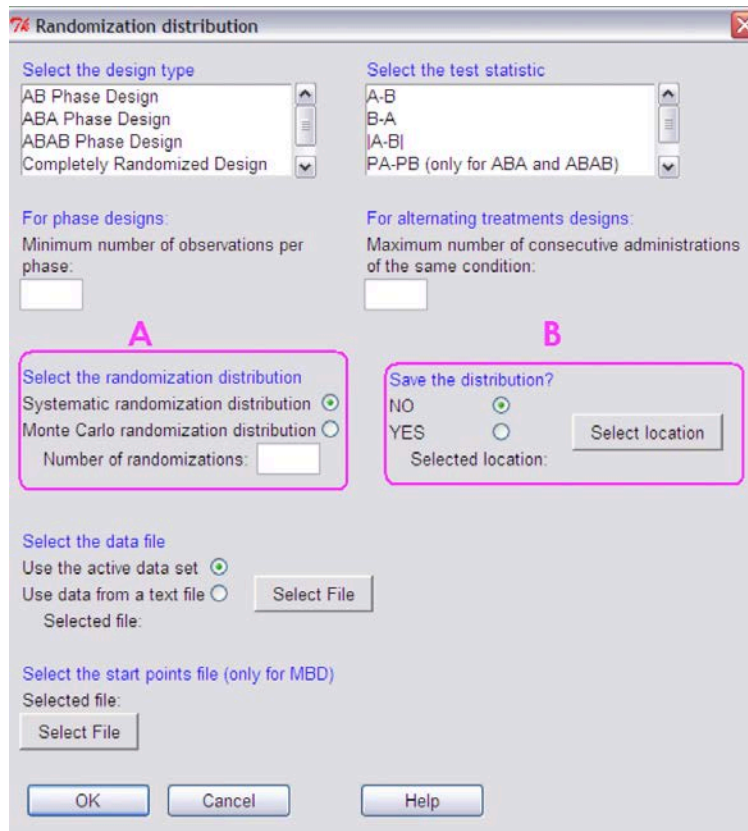 Randomization distribution
Select the design type
AB Phase Design
ABA Phase Design
ABAB Phase Design
Completely Randomized Design
Select the test statistic
A-B
B-A
|A-B|
PA-PB (only for ABA and ABAB)
For phase designs:
Minimum number of observations per
phase:
For alternating treatments designs:
Maximum number of consecutive administrations
of the same condition:
A
Select the randomization distribution
Systematic randomization distribution
Monte Carlo randomization distribution
Number of randomizations:
B
Save the distribution?
NO
YES
Select location
Selected location:
Select the data file
Use the active data set
Use data from a text file
Select File
Selected file:
Select the start points file (only for MBD)
Selected file:
Select File
OK
Cancel
Help